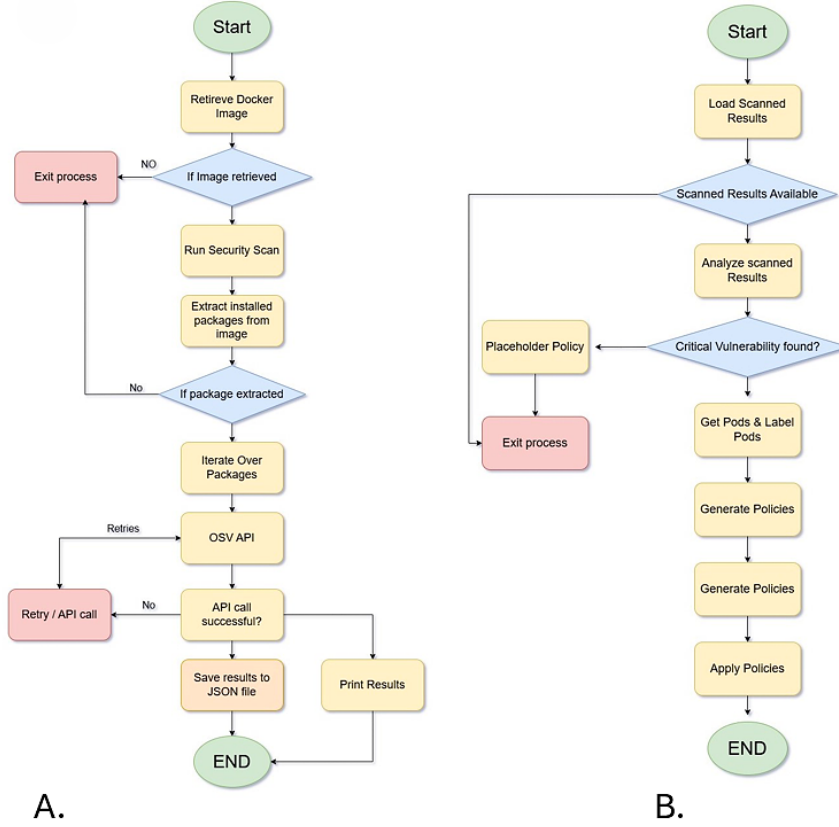 Start
Retireve Docker
Image
If Image retrieved
NO
Exit process
Run Security Scan
Extract installed
packages from
image
If package extracted
No
Iterate Over
Packages
OSV API
Retries
API call
successful?
No
Retry / API call
Save results to
JSON file
Print Results
END
A.
Start
Load Scanned
Results
Scanned Results Available
Analyze scanned
Results
Critical Vulnerability found?
Placeholder Policy
Exit process
Get Pods & Label
Pods
Generate Policies
Generate Policies
Apply Policies
END
B.